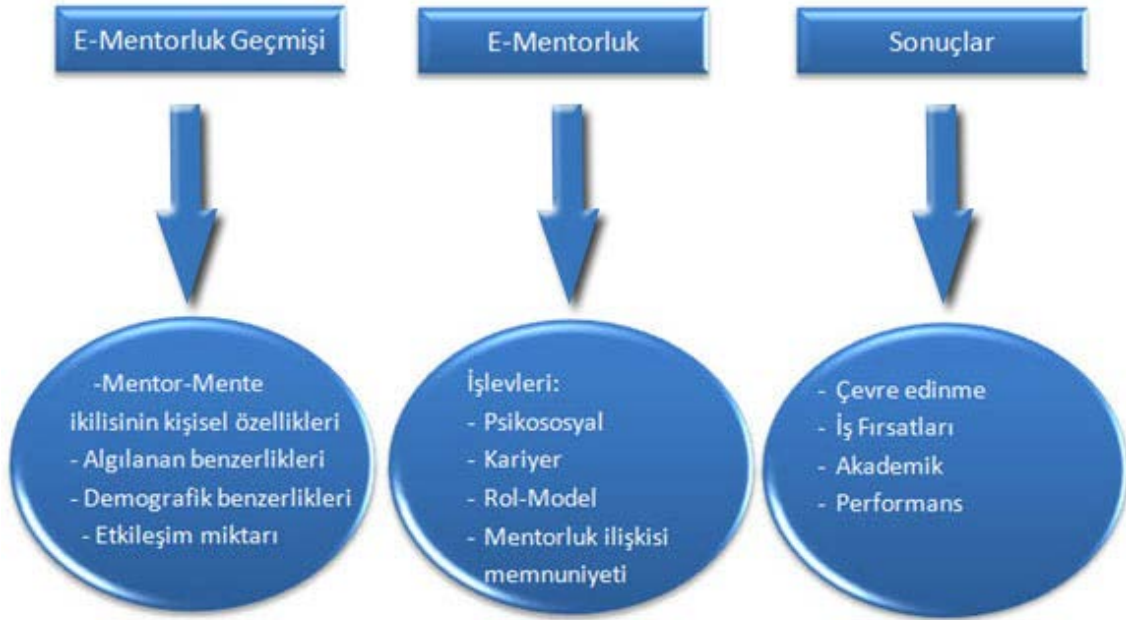 E-Mentorluk Geçmişi
E-Mentorluk
Sonuçlar
-Mentor-Mente
ikilisinin kişisel özellikleri
- Algılanan benzerlikleri
- Demografik benzerlikleri
- Etkileşim miktarı
İşlevleri:
- Psikososyal
- Kariyer
- Rol-Model
- Mentorluk ilişkisi
memnuniyeti
- Çevre edinme
- İş Fırsatları
- Akademik
- Performans